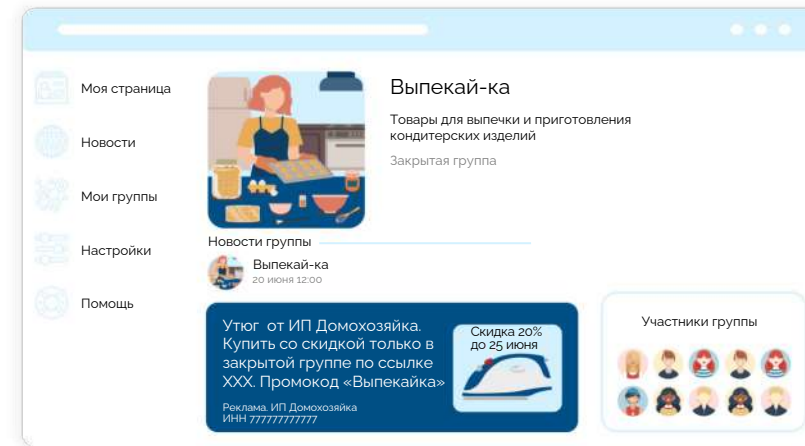 Моя страница
Новости
Мои группы
Настройки
Помощь
Выпекай-ка
Товары для выпечки и приготовления
кондитерских изделий
Закрытая группа
Новости группы
Выпекай-ка
20 июня 12:00
Утюг от ИП Домохозяйка.
Купить со скидкой только в
закрытой группе по ссылке
ХХХ. Промокод «Выпекайка»
Реклама. ИП Домохозяйка
ИНН 777777777777
Скидка 20%
до 25 июня
Участники группы